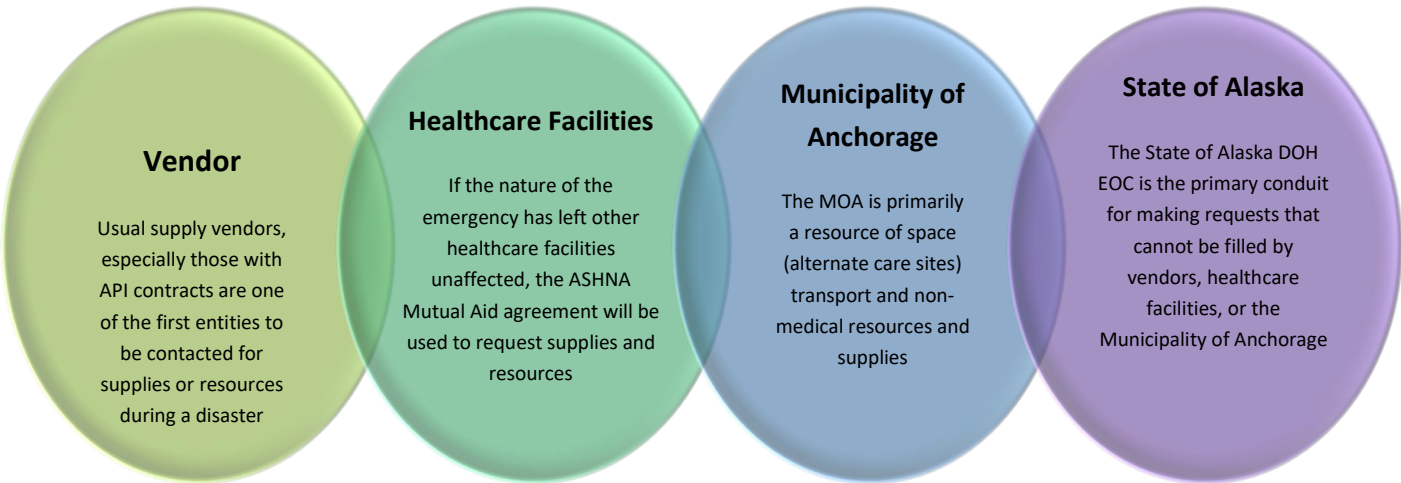 Vendor
Usual supply vendors,
especially those with
API contracts are one
of the first entities to
be contacted for
supplies or resources
during a disaster
Healthcare Facilities
If the nature of the
emergency has left other
healthcare facilities
unaffected, the ASHNA
Mutual Aid agreement will be
used to request supplies and
resources
Municipality of
Anchorage
The MOA is primarily
a resource of space
(alternate care sites)
transport and non-
medical resources and
supplies
State of Alaska
The State of Alaska DOH
EOC is the primary conduit
for making requests that
cannot be filled by
vendors, healthcare
facilities, or the
Municipality of Anchorage